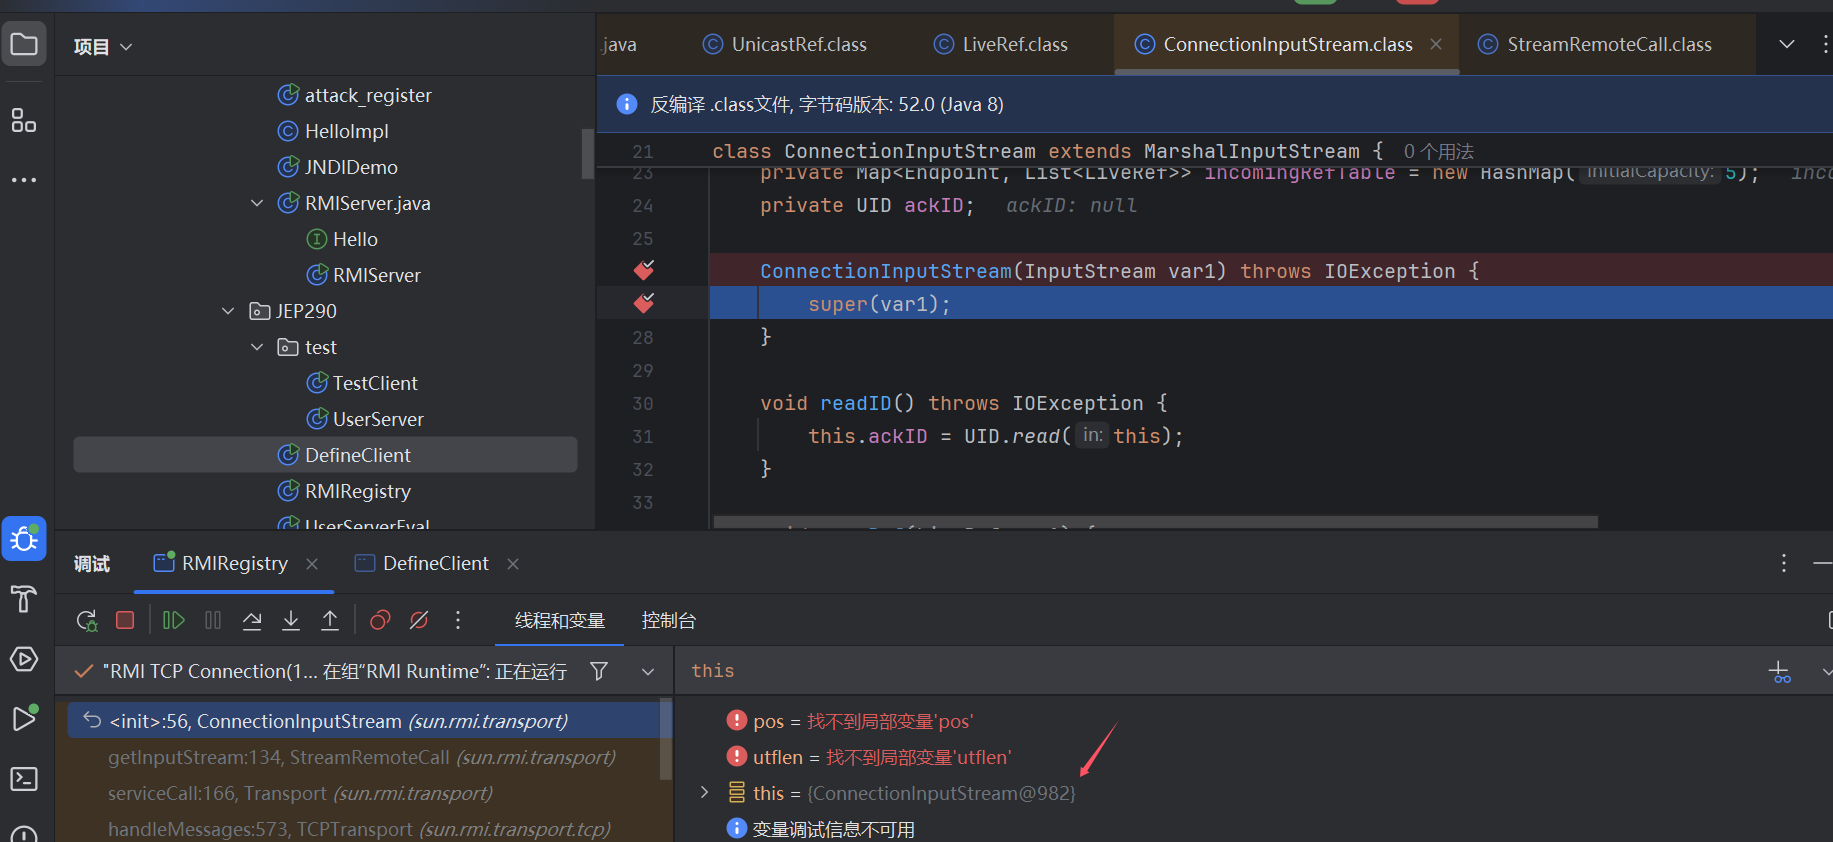 项目
attack_register
HelloImpl
JNDIDemo
RMIServer.java
Hello
RMIServer
JEP290
test
TestClient
UserServer
DefineClient
RMIRegistry
UserServerEval
.java
UnicastRef.class
LiveRef.class
ConnectionInputStream.class
StreamRemoteCall.class
反编译 .class文件, 字节码版本: 52.0 (Java 8)
21 class ConnectionInputStream extends MarshalInputStream { 0 个用法
23 private Map<Endpoint, List<LiveRef>> incomingRefTable = new HashMap( initialCapacity: 5);
24 private UID ackID; ackID: null
25
ConnectionInputStream(InputStream var1) throws IOException {
super(var1);
28 }
29
30 void readID() throws IOException {
31 this.ackID = UID.read( in: this);
32 }
33
调试
RMIRegistry
DefineClient
线程和变量
控制台
"RMI TCP Connection(1... 在组“RMI Runtime”: 正在运行
<init>:56, ConnectionInputStream (sun.rmi.transport)
getInputStream:134, StreamRemoteCall (sun.rmi.transport)
serviceCall:166, Transport (sun.rmi.transport)
handleMessages:573, TCPTransport (sun.rmi.transport.tcp)
this
pos = 找不到局部变量'pos'
utflen = 找不到局部变量'utflen'
this = {ConnectionInputStream@982}
变量调试信息不可用